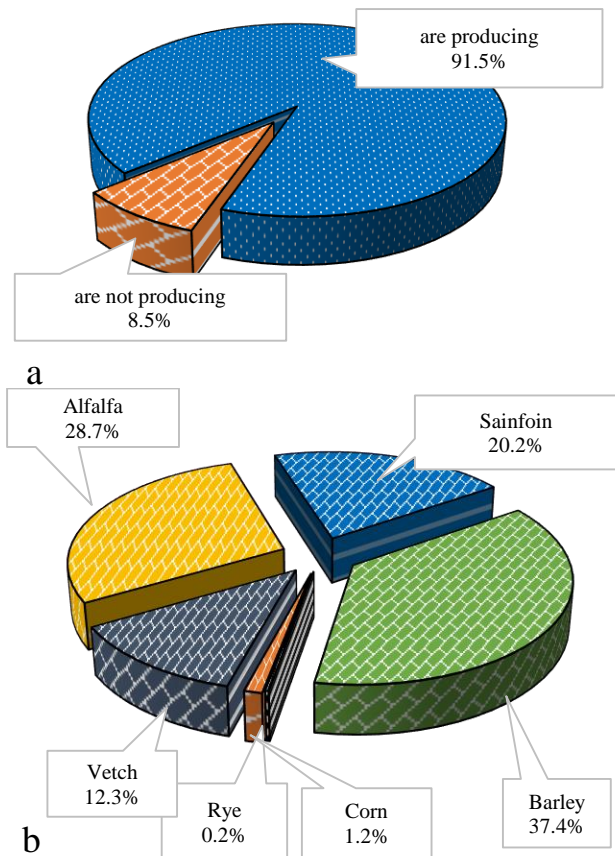 are producing
91.5%
are not producing
8.5%
a
Alfalfa
28.7%
Sainfoin
20.2%
Vetch
12.3%
Rye
0.2%
Corn
1.2%
Barley
37.4%
b